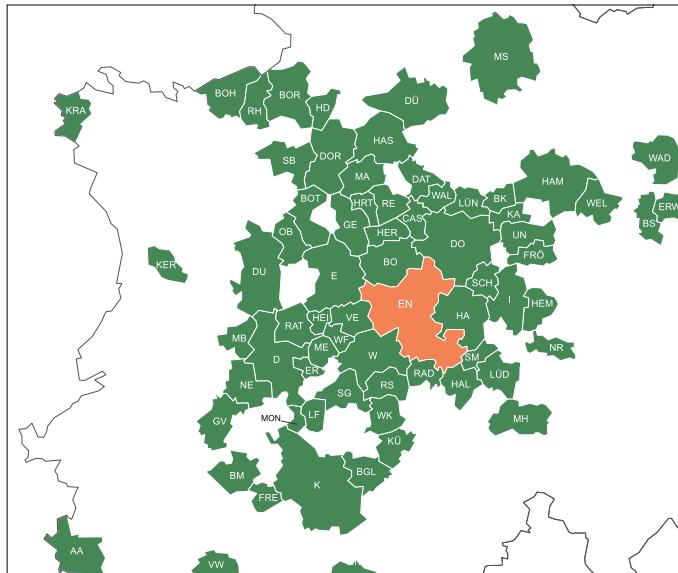 MS
BOH
BOR
KRA
RH
HD
DÜ
HAS
DOR
SB
WAD
MA
DAT
HAM
BOT
HRT
RE
WAL
LÜN
BK
WEL
ERW
CAS
KA
BS
GE
OB
HER
DO
UN
KER
DU
E
BO
FRÖ
SCH
EN
I
HEM
HA
HEI
VE
RAT
MB
WF
ME
NR
D
W
SM
ER
RAD
LÜD
NE
SG
RS
HAL
LF
WK
GV
MON
MH
KÜ
BM
BGL
K
FRE
AA
VW